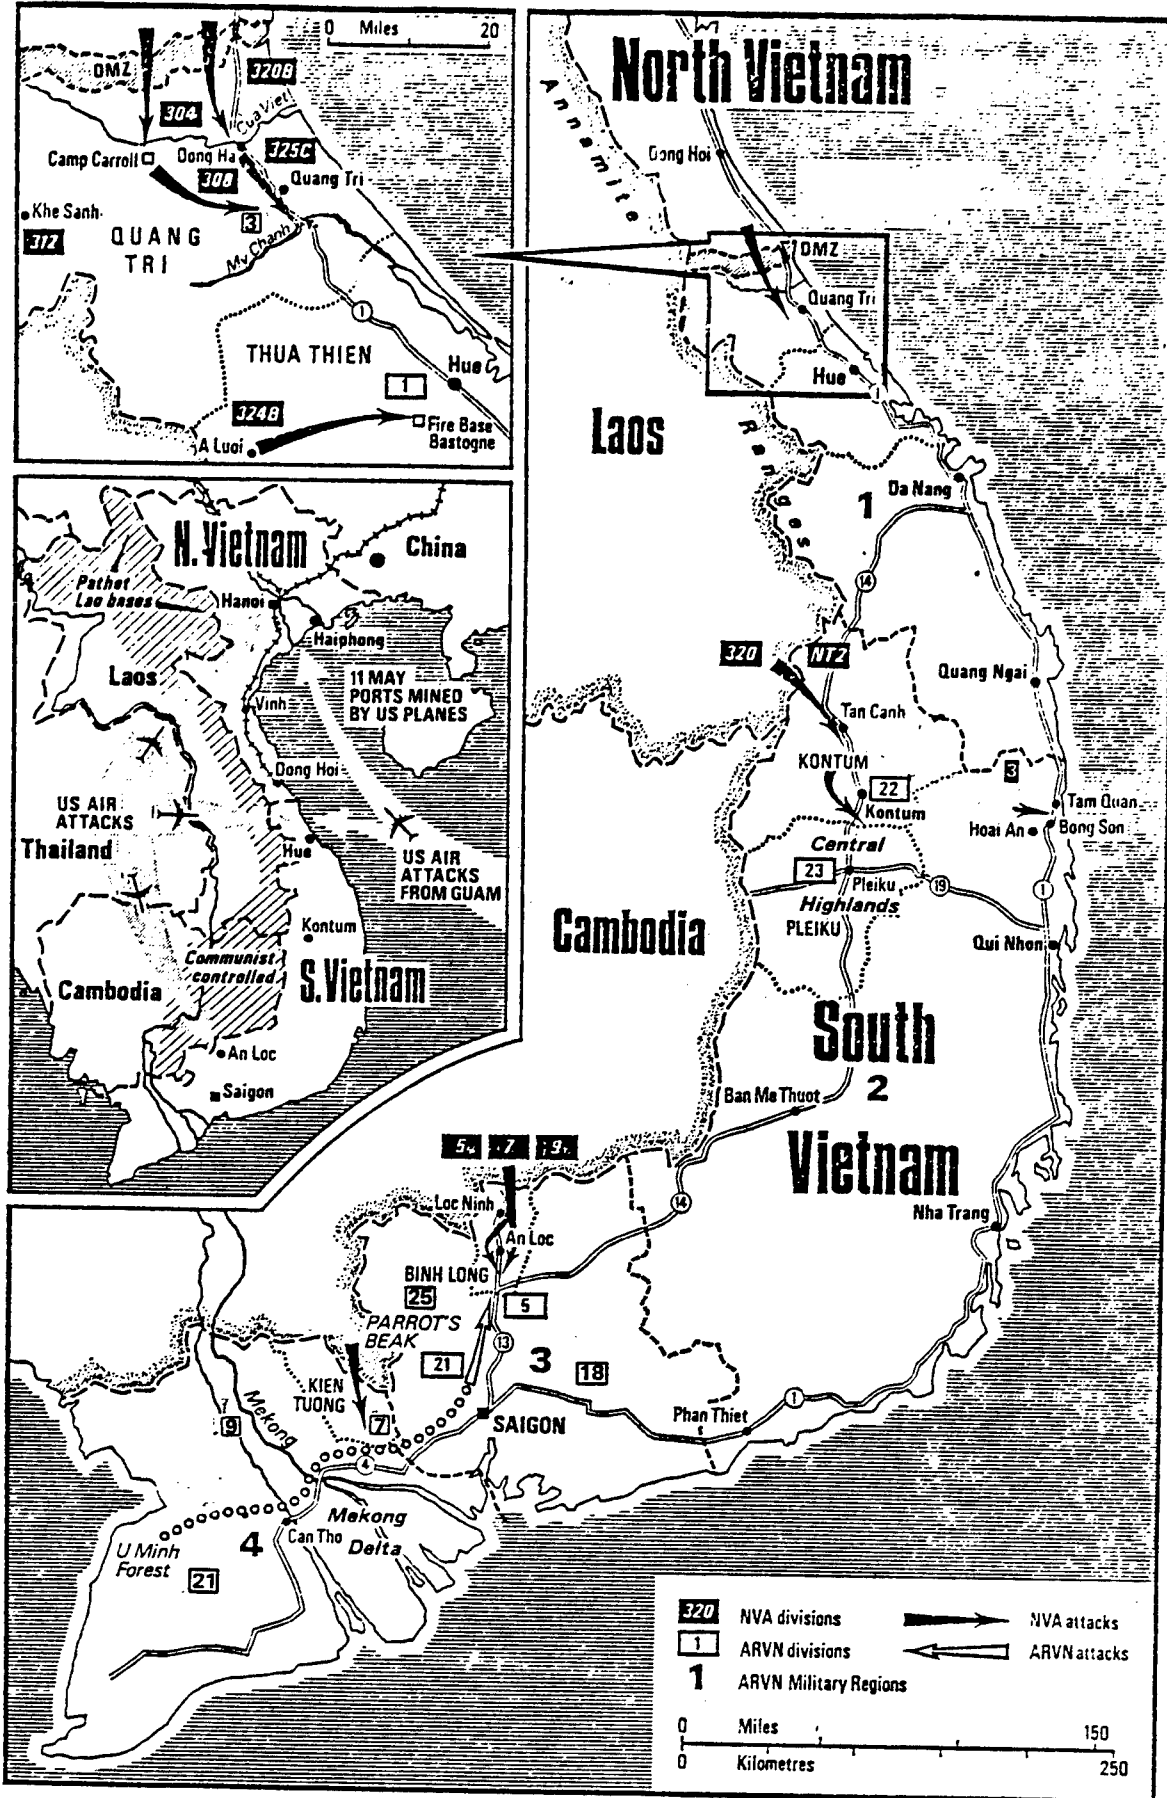 0 Miles 20
DMZ
320B
304
Cua Viet
Camp Carroll
Dong Ha
325C
308
Quang Tri
Khe Sanh
3
312
QUANG
TRI
My Chanh
1
THUA THIEN
Hue
1
324B
Fire Base
Bastogne
A Luoi
N. Vietnam
China
Pathet
Lao bases
Hanoi
Haiphong
Laos
11 MAY
PORTS MINED
BY US PLANES
Vinh
Dong Hoi
US AIR
ATTACKS
Thailand
Hue
US AIR
ATTACKS
FROM GUAM
Kontum
Communist
controlled
S. Vietnam
Cambodia
An Loc
Saigon
North Vietnam
Annamite
Dong Hoi
DMZ
Quang Tri
Hue
1
Laos
Ranges
Da Nang
1
14
320
NT2
Quang Ngai
Tan Canh
KONTUM
3
22
Tam Quan
Kontum
Hoai An
Bong Son
Central
23
Pleiku
19
1
Highlands
PLEIKU
Cambodia
Qui Nhon
South
2
Ban Me Thuot
Vietnam
5
7
9
Loc Ninh
14
Nha Trang
An Loc
BINH LONG
25
5
PARROT'S
BEAK
13
21
3
18
KIEN
TUONG
1
Mekong
9
7
SAIGON
Phan Thiet
4
Mekong
Delta
Can Tho
4
U Minh
Forest
21
320 NVA divisions
NVA attacks
1 ARVN divisions
ARVN attacks
1 ARVN Military Regions
0 Miles 150
0 Kilometres 250